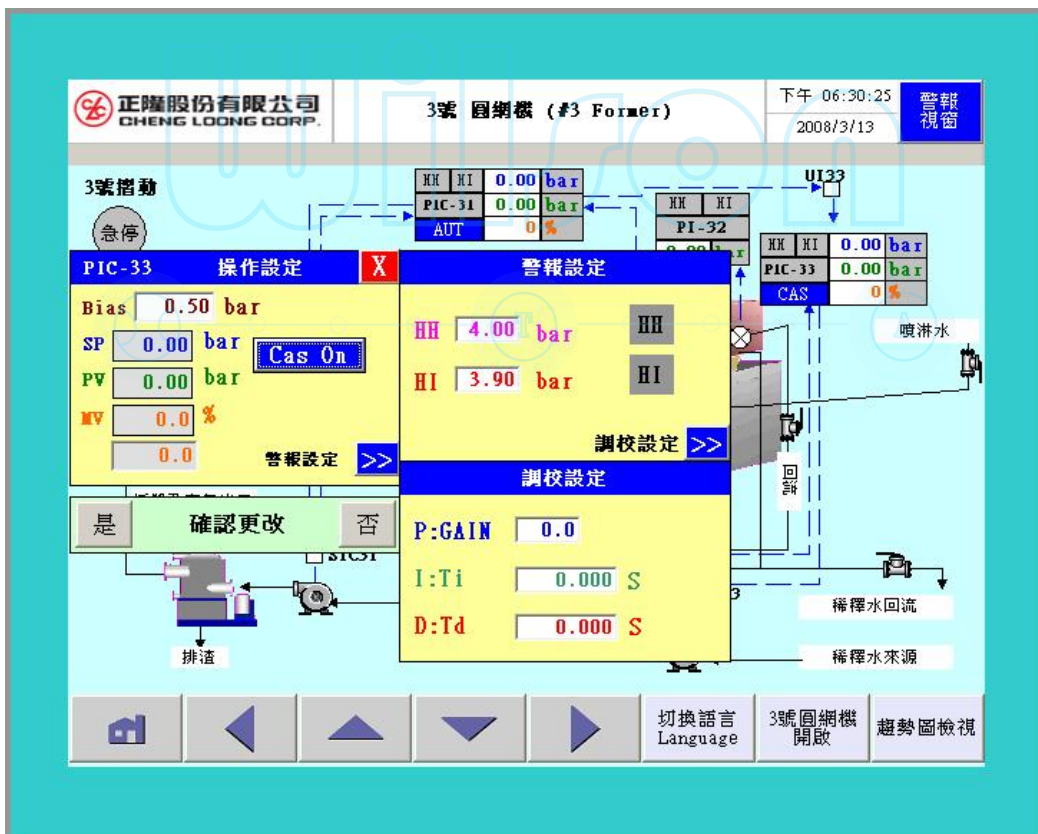 正隆股份有限公司
CHENG LOONG CORP.
3號 圓網機 (#3 Former)
下午 06:30:25
2008/3/13
警報
視窗
wilson
®
3號摺動
急停
HH HI 0.00 bar
PIC-31 0.00 bar
AUT 0 %
HH HI
PI-32
UI33
HH HI 0.00 bar
PIC-33 0.00 bar
CAS 0 %
PIC-33 操作設定 X
Bias 0.50 bar
SP 0.00 bar
Cas On
PV 0.00 bar
MV 0.0 %
0.0
警報設定 >>
警報設定
HH 4.00 bar HH
HI 3.90 bar HI
調校設定 >>
調校設定
P:GAIN 0.0
I:Ti 0.000 S
D:Td 0.000 S
是 確認更改 否
噴淋水
回流
排渣
稀釋水回流
稀釋水來源
切換語言
Language
3號圓網機
開啟
趨勢圖檢視